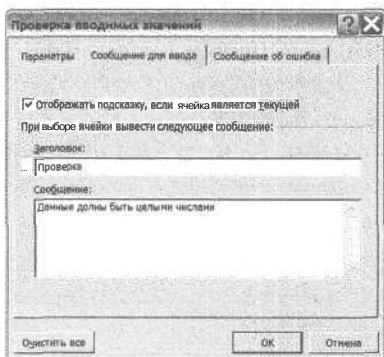 Проверка вводимых значений
Параметры Сообщение для ввода Сообщение об ошибке
Отображать подсказку, если ячейка является текущей
При выборе ячейки вывести следующее сообщение:
Заголовок:
Проверка
Сообщение:
Данные долны быть целыми числами
Очистить все ОК Отмена